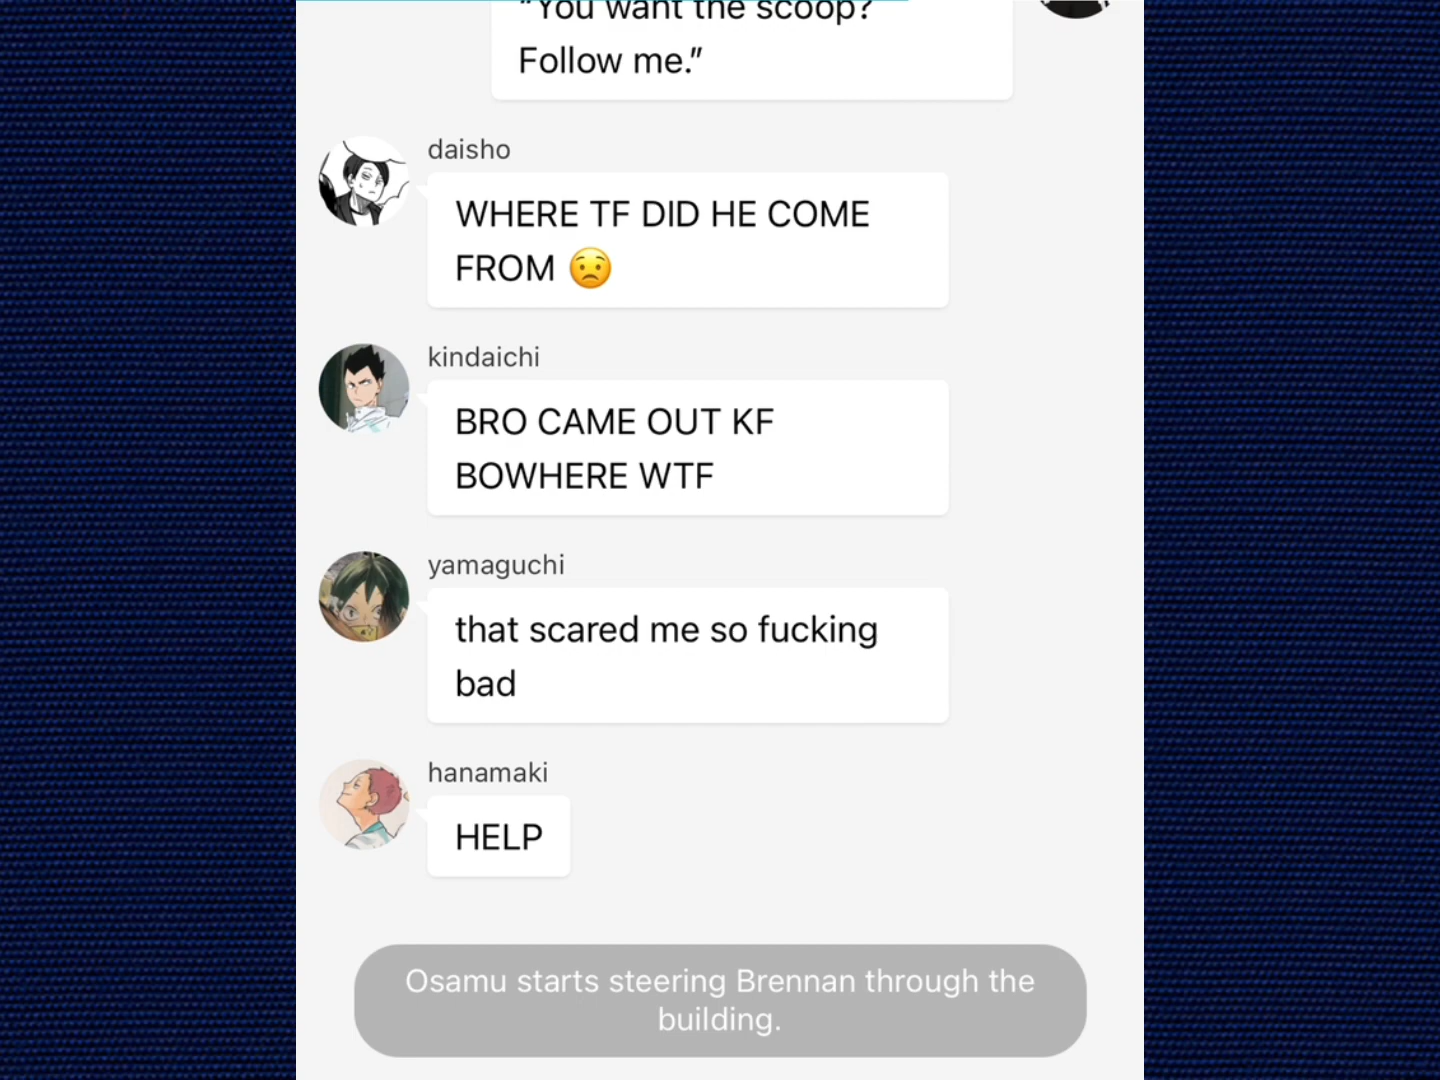 "You want the scoop?
Follow me."
daisho
WHERE TF DID HE COME
FROM 😟
kindaichi
BRO CAME OUT KF
BOWHERE WTF
yamaguchi
that scared me so fucking
bad
hanamaki
HELP
Osamu starts steering Brennan through the
building.